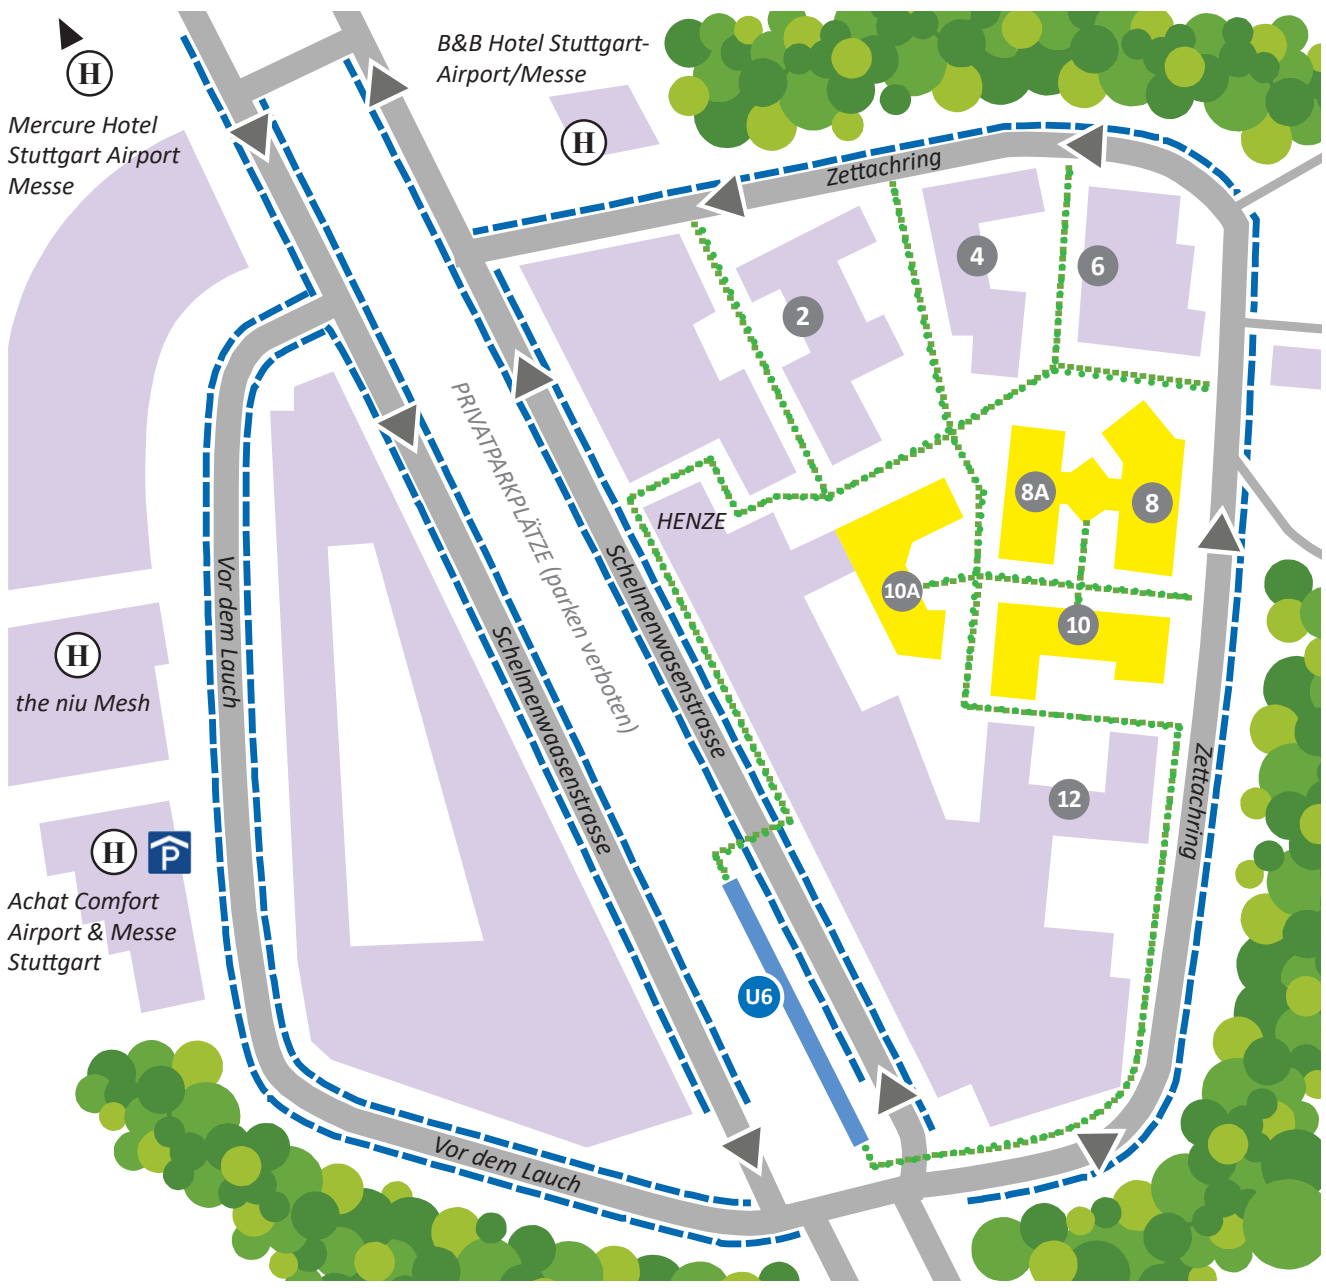 B&B Hotel Stuttgart-
Airport/Messe
H
H
Mercure Hotel
Stuttgart Airport
Messe
Zettachring
4
6
2
PRIVATPARKPLÄTZE (parken verboten)
8A
8
HENZE
10A
10
Schelmenwasenstrasse
Schelmenwaasenstrasse
Vor dem Lauch
H
the niu Mesh
12
Zettachring
H
P
Achat Comfort
Airport & Messe
Stuttgart
U6
Vor dem Lauch